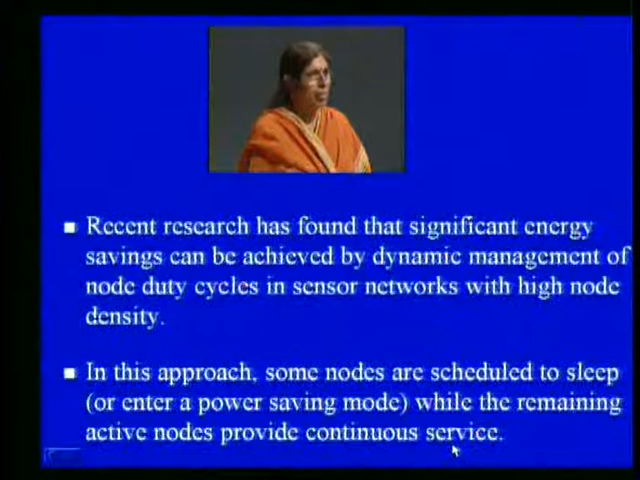 Recent research has found that significant energy
savings can be achieved by dynamic management of
node duty cycles in sensor networks with high node
density.
In this approach, some nodes are scheduled to sleep
(or enter a power saving mode) while the remaining
active nodes provide continuous service.